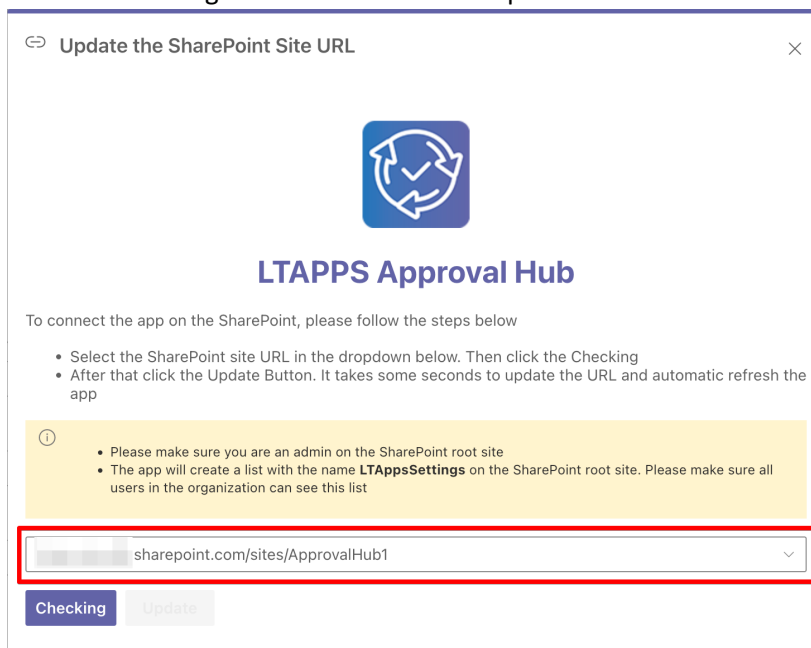 Update the SharePoint Site URL
LTAPPS Approval Hub
To connect the app on the SharePoint, please follow the steps below
• Select the SharePoint site URL in the dropdown below. Then click the Checking
• After that click the Update Button. It takes some seconds to update the URL and automatic refresh the
app
• Please make sure you are an admin on the SharePoint root site
• The app will create a list with the name LTAppsSettings on the SharePoint root site. Please make sure all
users in the organization can see this list
sharepoint.com/sites/ApprovalHub1
Checking Update